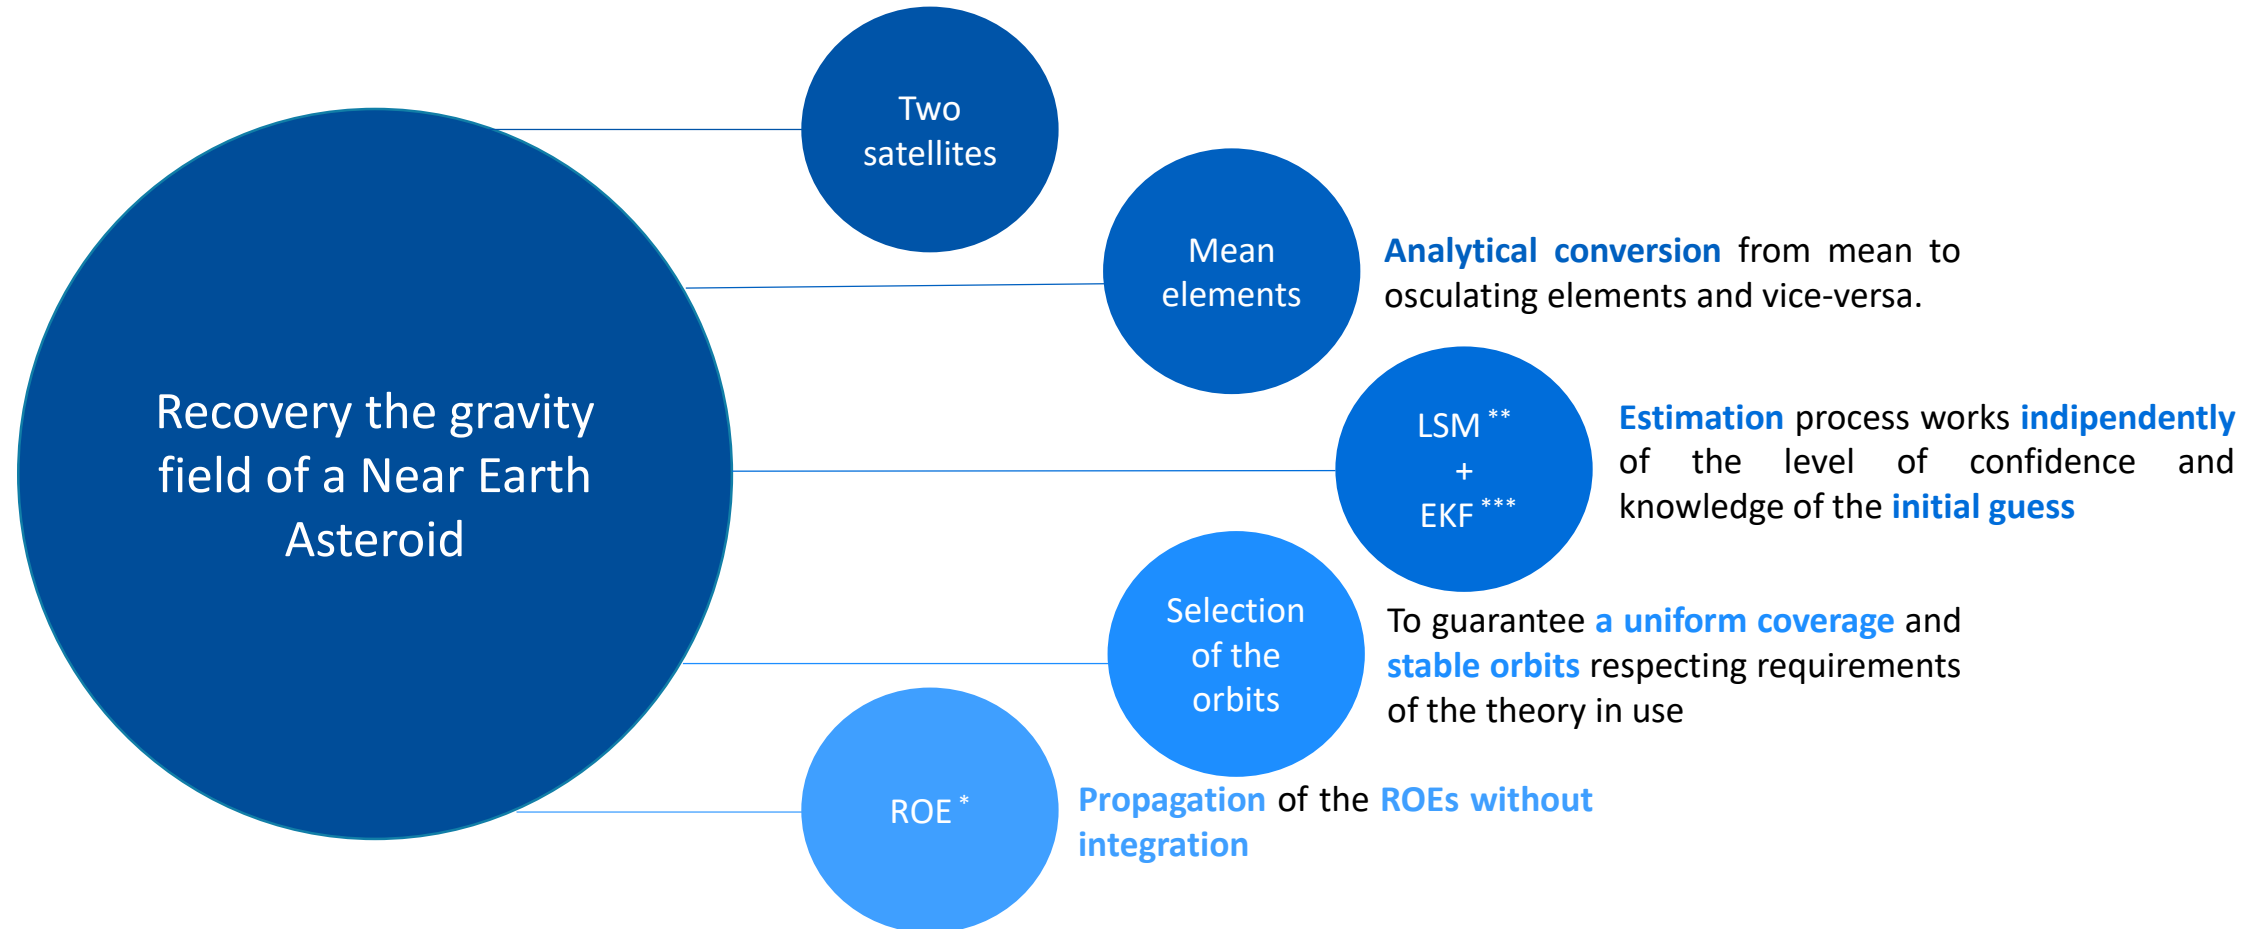 Two
satellites
Mean
elements
Analytical conversion from mean to
osculating elements and vice-versa.
Recovery the gravity
field of a Near Earth
Asteroid
LSM **
+
EKF ***
Estimation process works indipendently
of the level of confidence and
knowledge of the initial guess
Selection
of the
orbits
To guarantee a uniform coverage and
stable orbits respecting requirements
of the theory in use
ROE *
Propagation of the ROEs without
integration